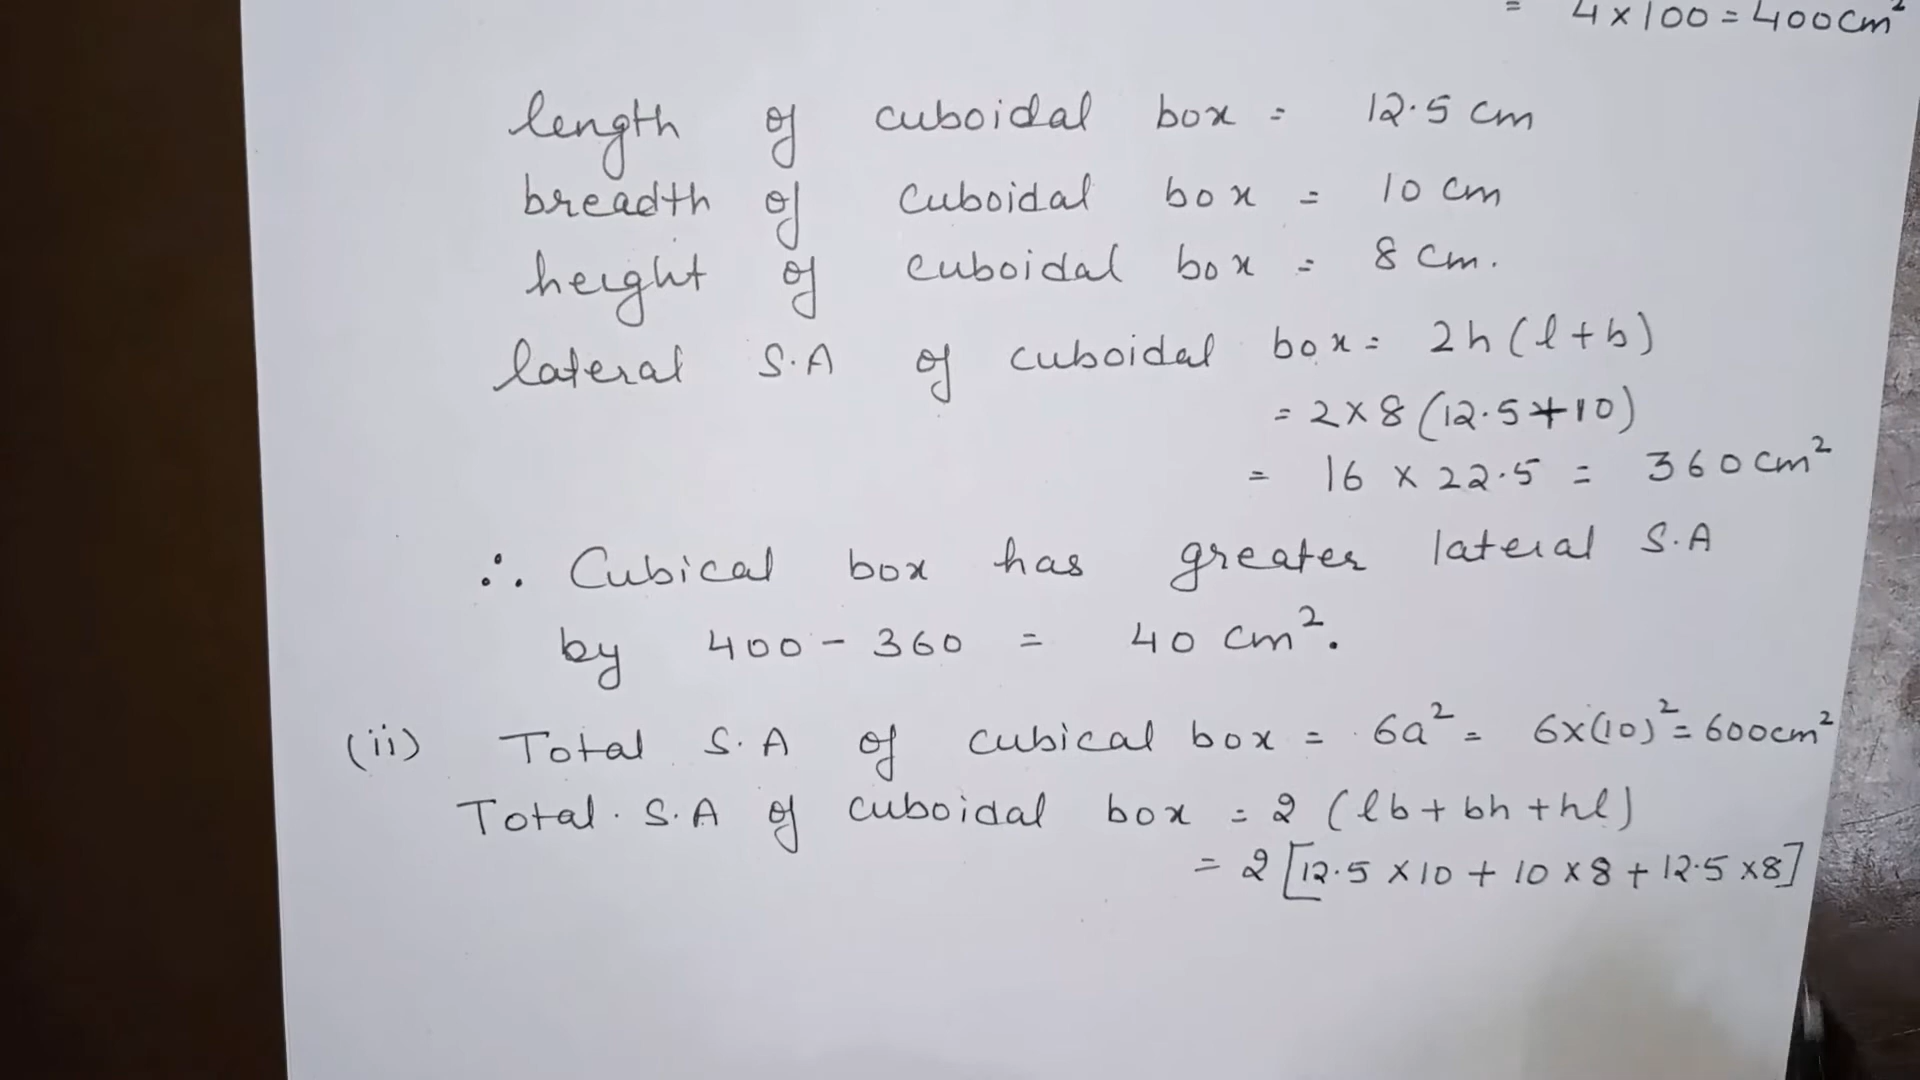 = 4 × 100 = 400 cm²
length of cuboidal box = 12.5 cm
breadth of cuboidal box = 10 cm
height of cuboidal box = 8 cm.
lateral S.A of cuboidal box = 2h (l + b)
= 2 × 8 (12.5 + 10)
= 16 × 22.5 = 360 cm²
∴ Cubical box has greater lateral S.A
by 400 - 360 = 40 cm².
(ii) Total S.A of cubical box = 6a² = 6×(10)² = 600cm²
Total S.A of cuboidal box = 2 (lb + bh + hl)
= 2 [12.5 × 10 + 10 × 8 + 12.5 × 8]